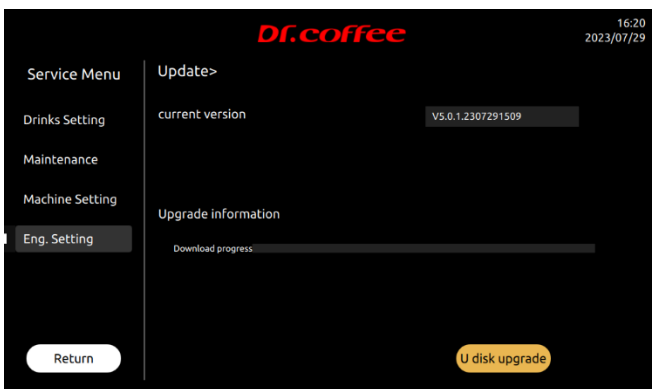 Dr.coffee
16:20
2023/07/29
Service Menu
Update>
Drinks Setting
current version
V5.0.1.2307291509
Maintenance
Machine Setting
Upgrade information
Eng. Setting
Download progress
Return
U disk upgrade